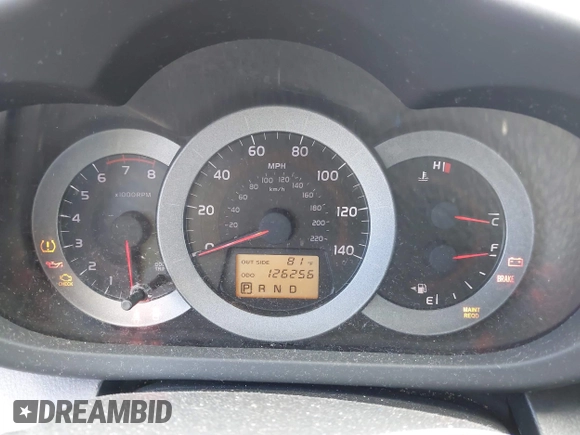 60 80
MPH
40 100
80 100 120 140
60 km/h 160
40 180
20 120
20 200
220
0 140
OUT SIDE 81°F
ODO 126256
P R N D
6 7 8
5
x1000RPM
4
3
2
1
CHECK
H
C
F
E
BRAKE
MAINT
REQD
DREAMBID